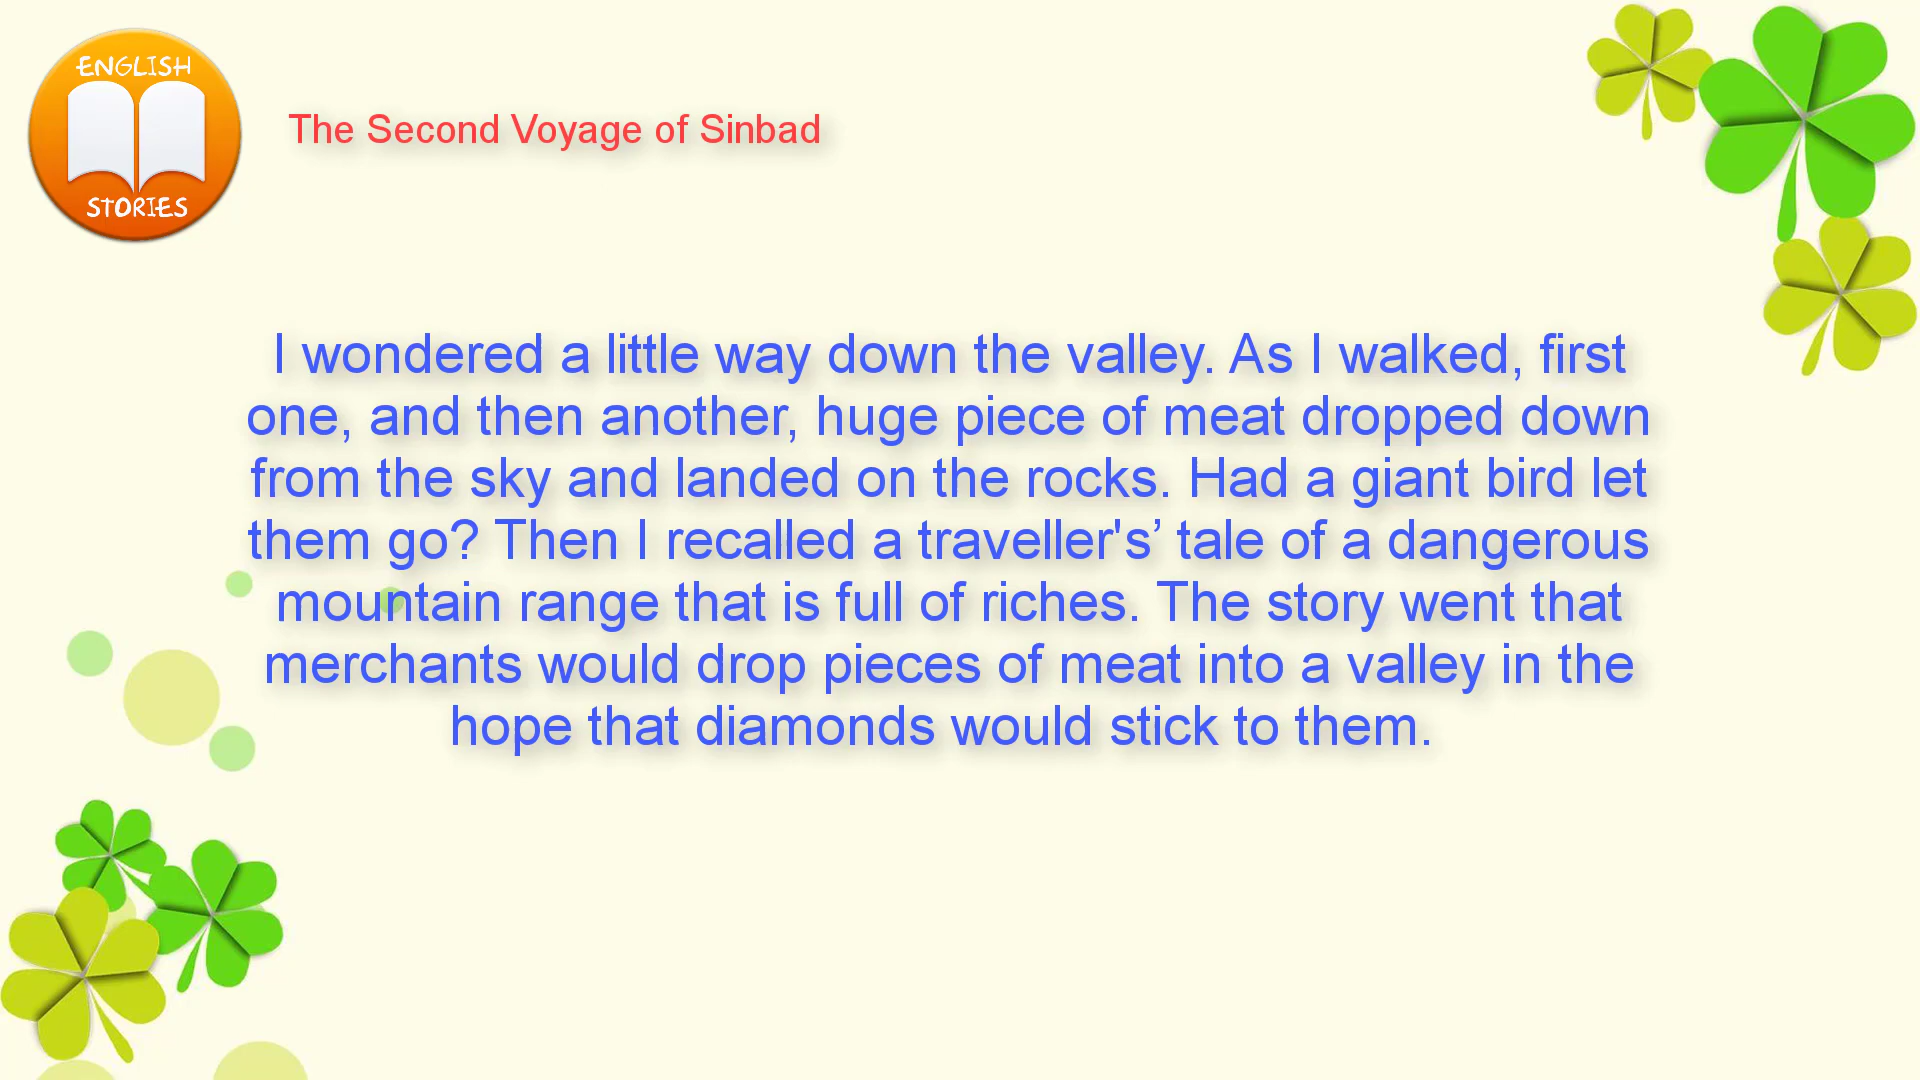 ENGLISH
STORIES
The Second Voyage of Sinbad
I wondered a little way down the valley. As I walked, first
one, and then another, huge piece of meat dropped down
from the sky and landed on the rocks. Had a giant bird let
them go? Then I recalled a traveller's’ tale of a dangerous
mountain range that is full of riches. The story went that
merchants would drop pieces of meat into a valley in the
hope that diamonds would stick to them.